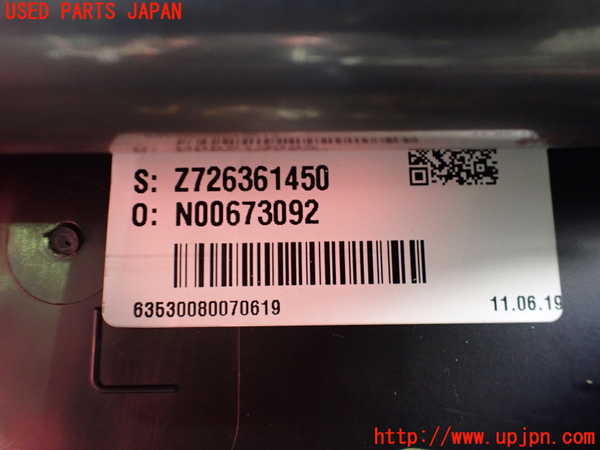 USED PARTS JAPAN
S: Z726361450
O: N00673092
63530080070619
11.06.19
http://www.upjpn.com/